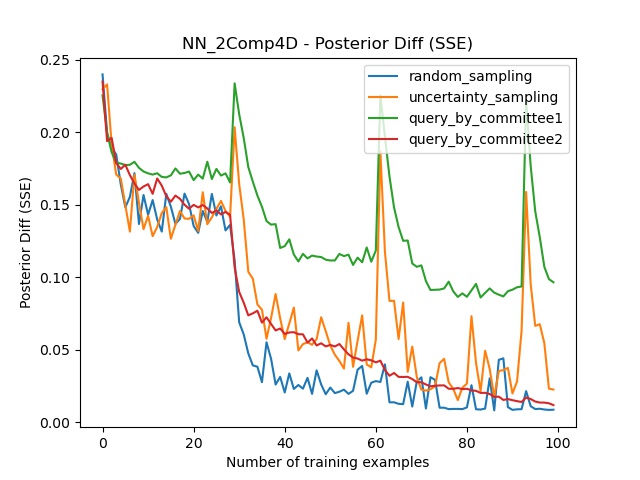 NN_2Comp4D - Posterior Diff (SSE)
random_sampling
uncertainty_sampling
query_by_committee1
query_by_committee2
0.25
0.20
0.15
0.10
0.05
0.00
Posterior Diff (SSE)
0 20 40 60 80 100
Number of training examples